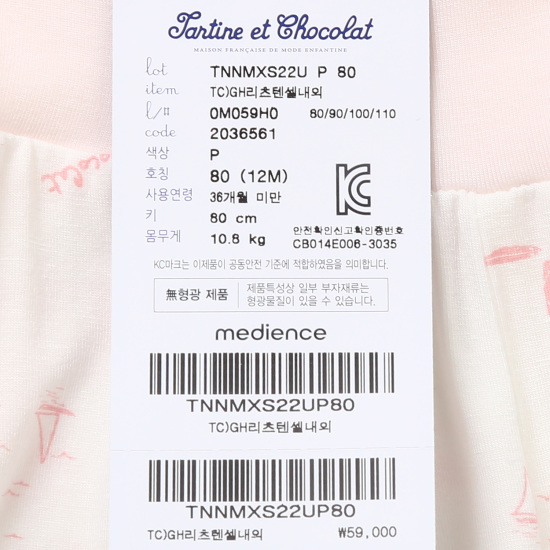 Tartine et Chocolat
MAISON FRANÇAISE DE MODE ENFANTINE
lot TNNMXS22U P 80
item TC)GH리츠텐셀내의
l/# 0M059H0 80/90/100/110
code 2036561
색상 P
호칭 80 (12M)
사용연령 36개월 미만
키 80 cm
몸무게 10.8 kg
안전확인신고확인증번호
CB014E006-3035
KC마크는 이제품이 공통안전 기준에 적합하였음을 의미합니다.
無형광 제품 제품특성상 일부 부자재류는
형광물질이 있을 수 있습니다.
medience
TNNMXS22UP80
TC)GH리츠텐셀내의
TNNMXS22UP80
TC)GH리츠텐셀내의 ₩59,000